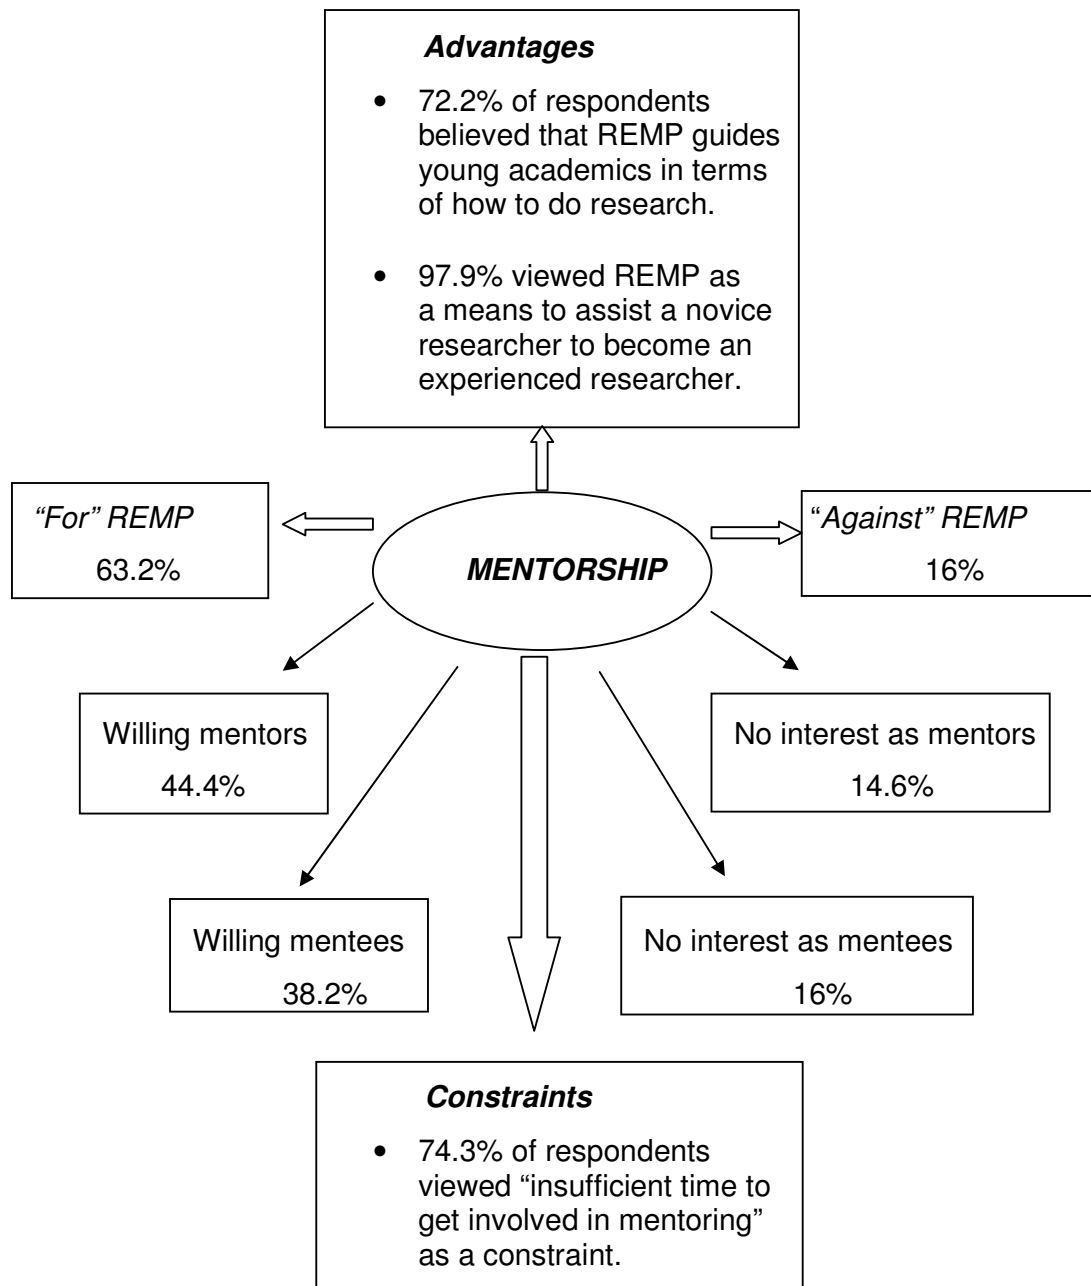 Advantages
• 72.2% of respondents
believed that REMP guides
young academics in terms
of how to do research.
• 97.9% viewed REMP as
a means to assist a novice
researcher to become an
experienced researcher.
“For” REMP
63.2%
MENTORSHIP
“Against” REMP
16%
Willing mentors
44.4%
No interest as mentors
14.6%
Willing mentees
38.2%
No interest as mentees
16%
Constraints
• 74.3% of respondents
viewed “insufficient time to
get involved in mentoring”
as a constraint.